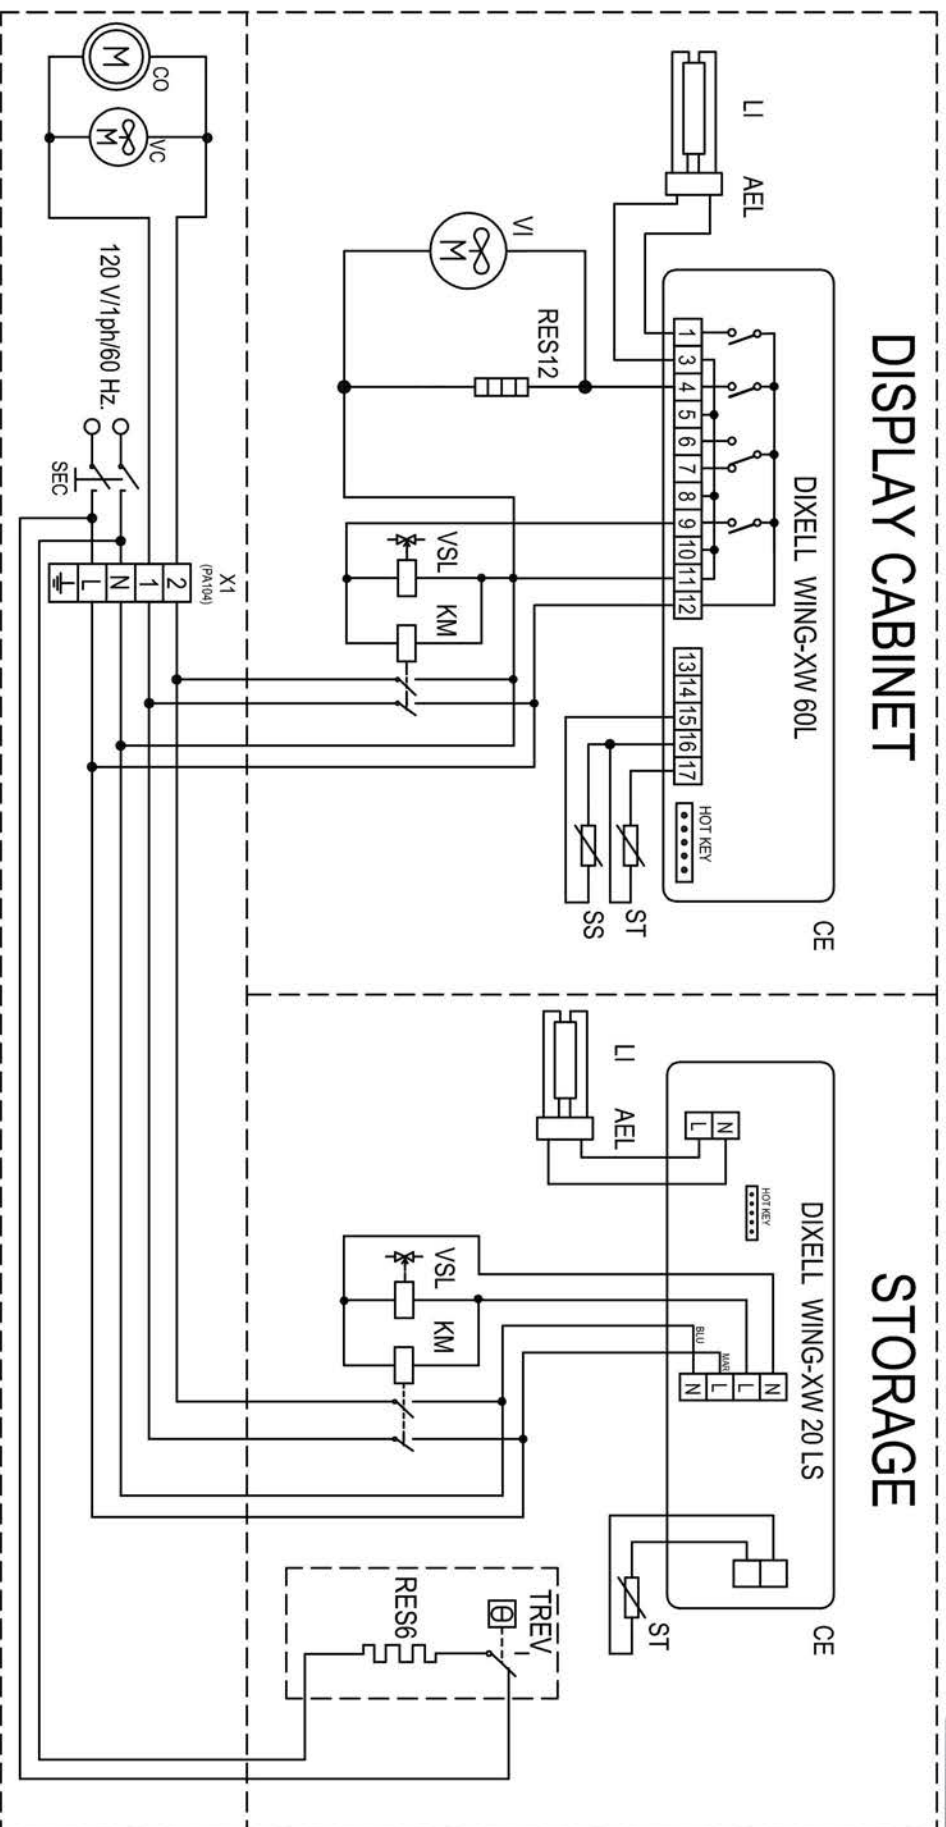 DISPLAY CABINET
STORAGE
DIXELL WING-XW 60L
CE
LI
AEL
1
3
4
5
6
7
8
9
10
11
12
13
14
15
16
17
HOT KEY
VI
M
RES12
VSL
KM
ST
SS
DIXELL WING-XW 20 LS
CE
L
N
HOT KEY
LI
AEL
BLU
MAR
N
L
L
N
VSL
KM
ST
TREV
θ
RES6
CO
M
VC
M
120 V/1ph/60 Hz.
SEC
X1
(PA104)
2
1
N
L